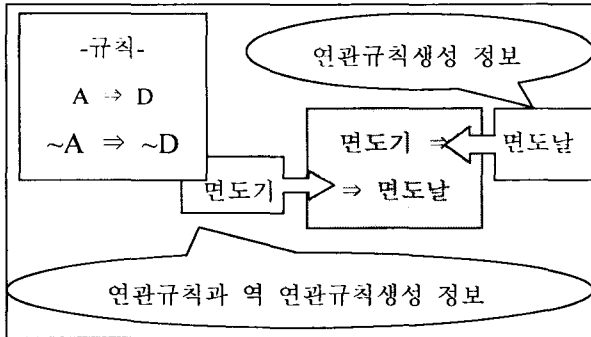 -규칙-
A → D
~A ⇒ ~D
연관규칙생성 정보
면도기 ⇒
⇒ 면도날
면도날
면도기
연관규칙과 역 연관규칙생성 정보